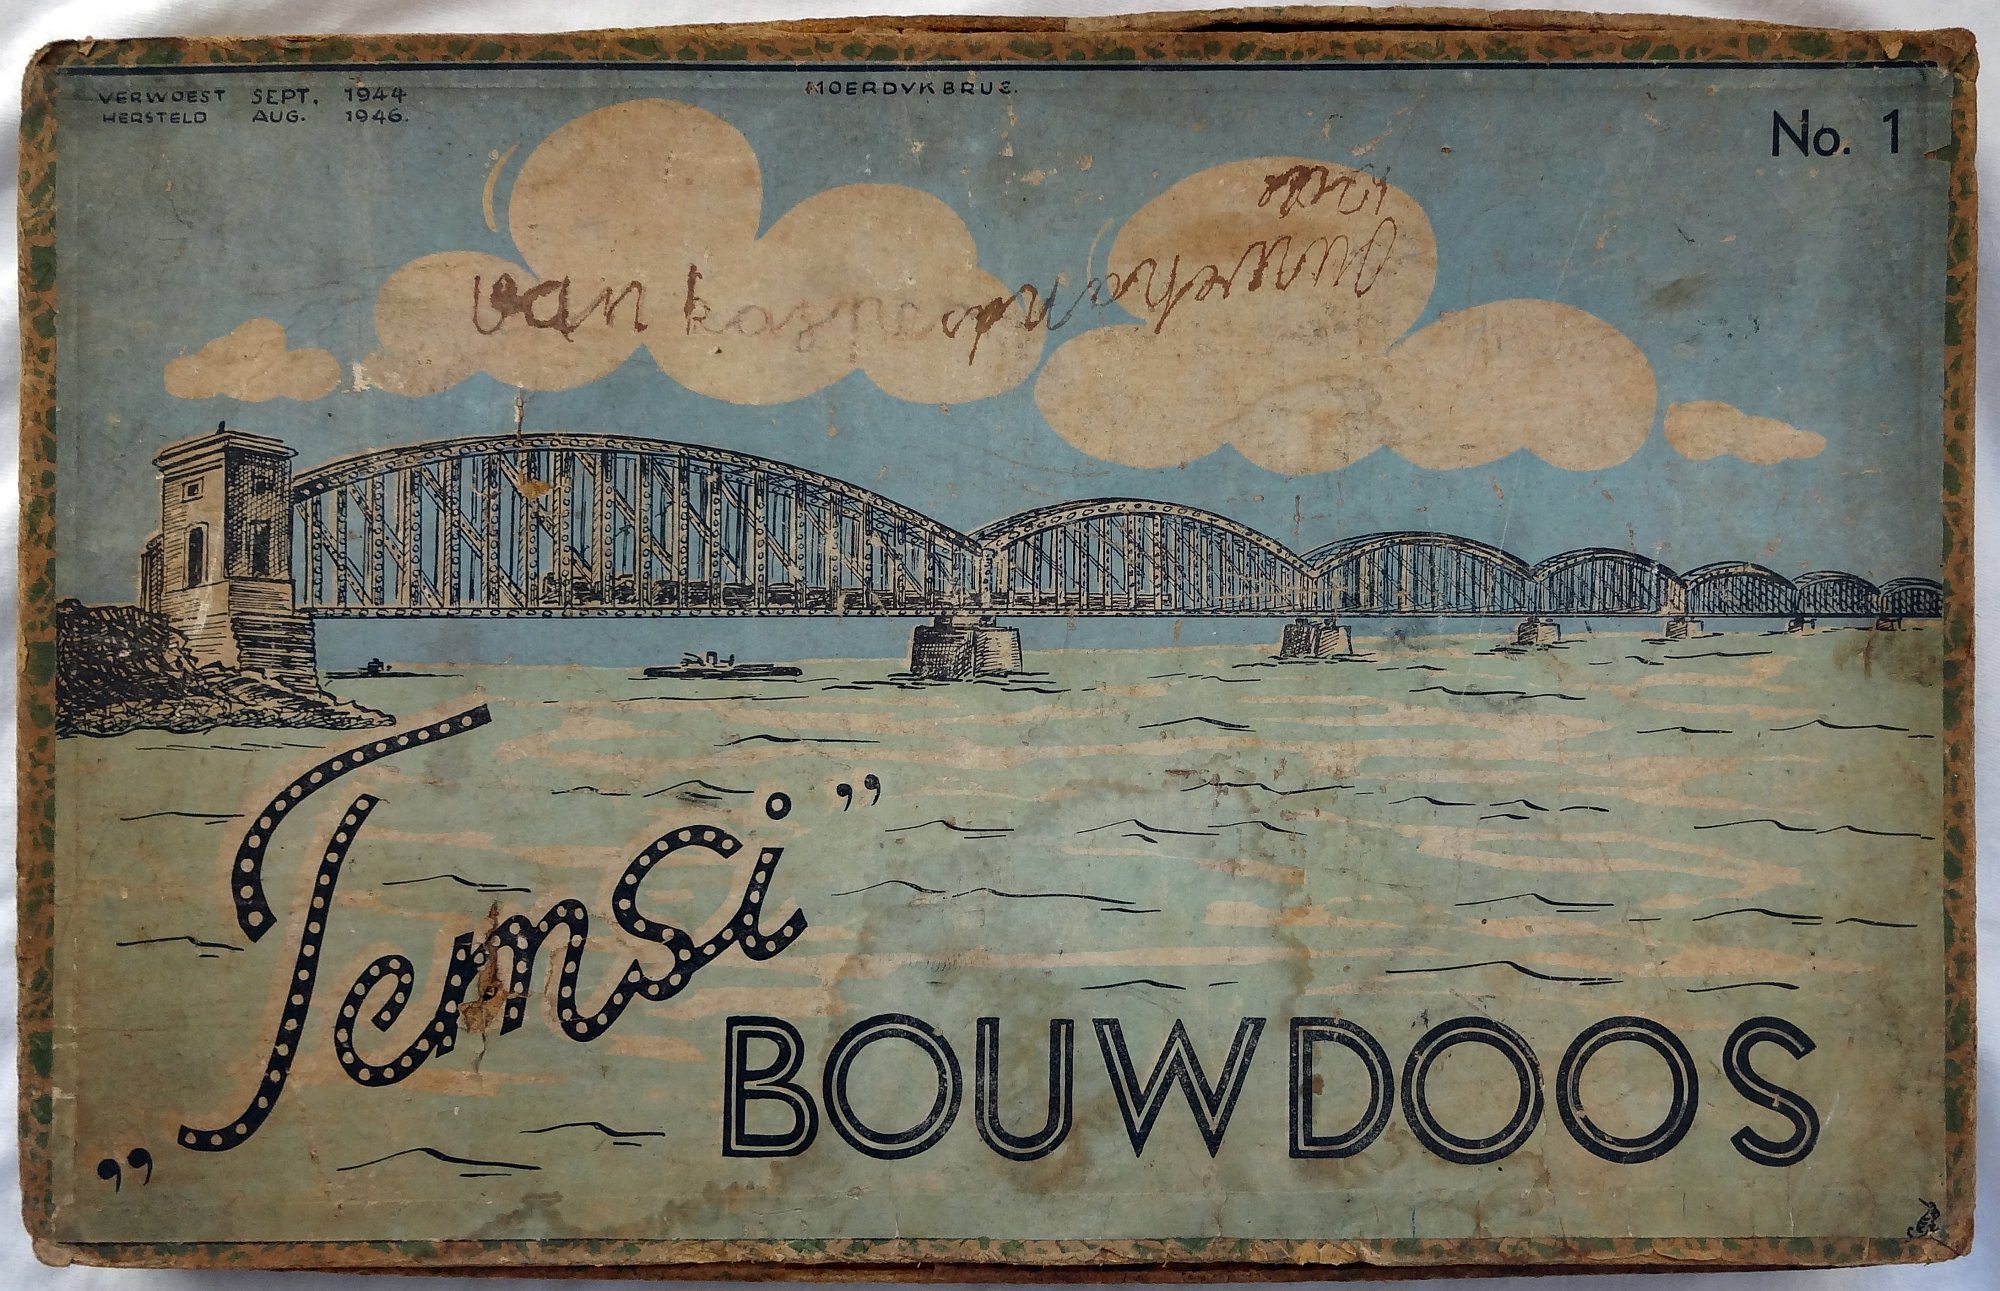 VERWOEST SEPT. 1944
HERSTELD AUG. 1946.
MOERDYKBRUG.
No. 1
van
„Temsi”
BOUWDOOS